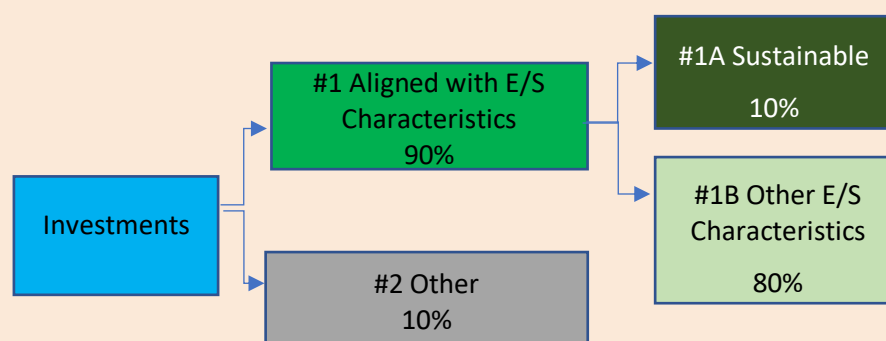 Investments
#1 Aligned with E/S
Characteristics
90%
#2 Other
10%
#1A Sustainable
10%
#1B Other E/S
Characteristics
80%